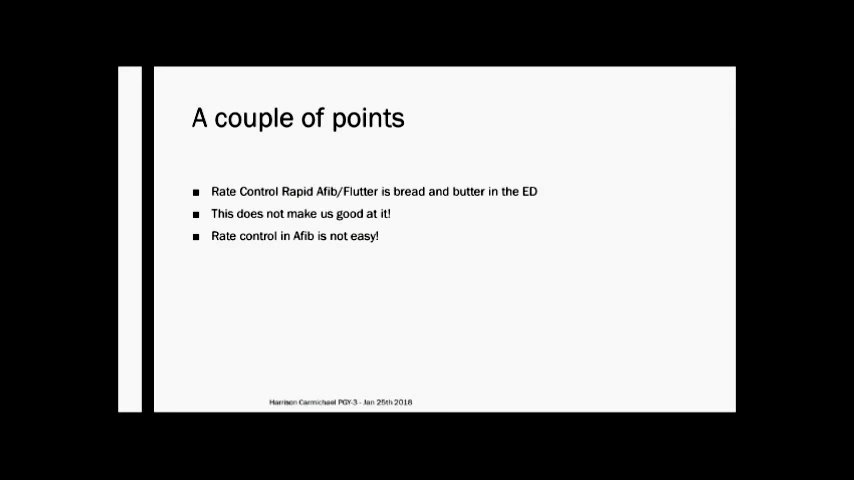 A couple of points
Rate Control Rapid Afib/Flutter is bread and butter in the ED
This does not make us good at it!
Rate control in Afib is not easy!
Harrison Carmichael PGY-3 - Jan 25th 2018